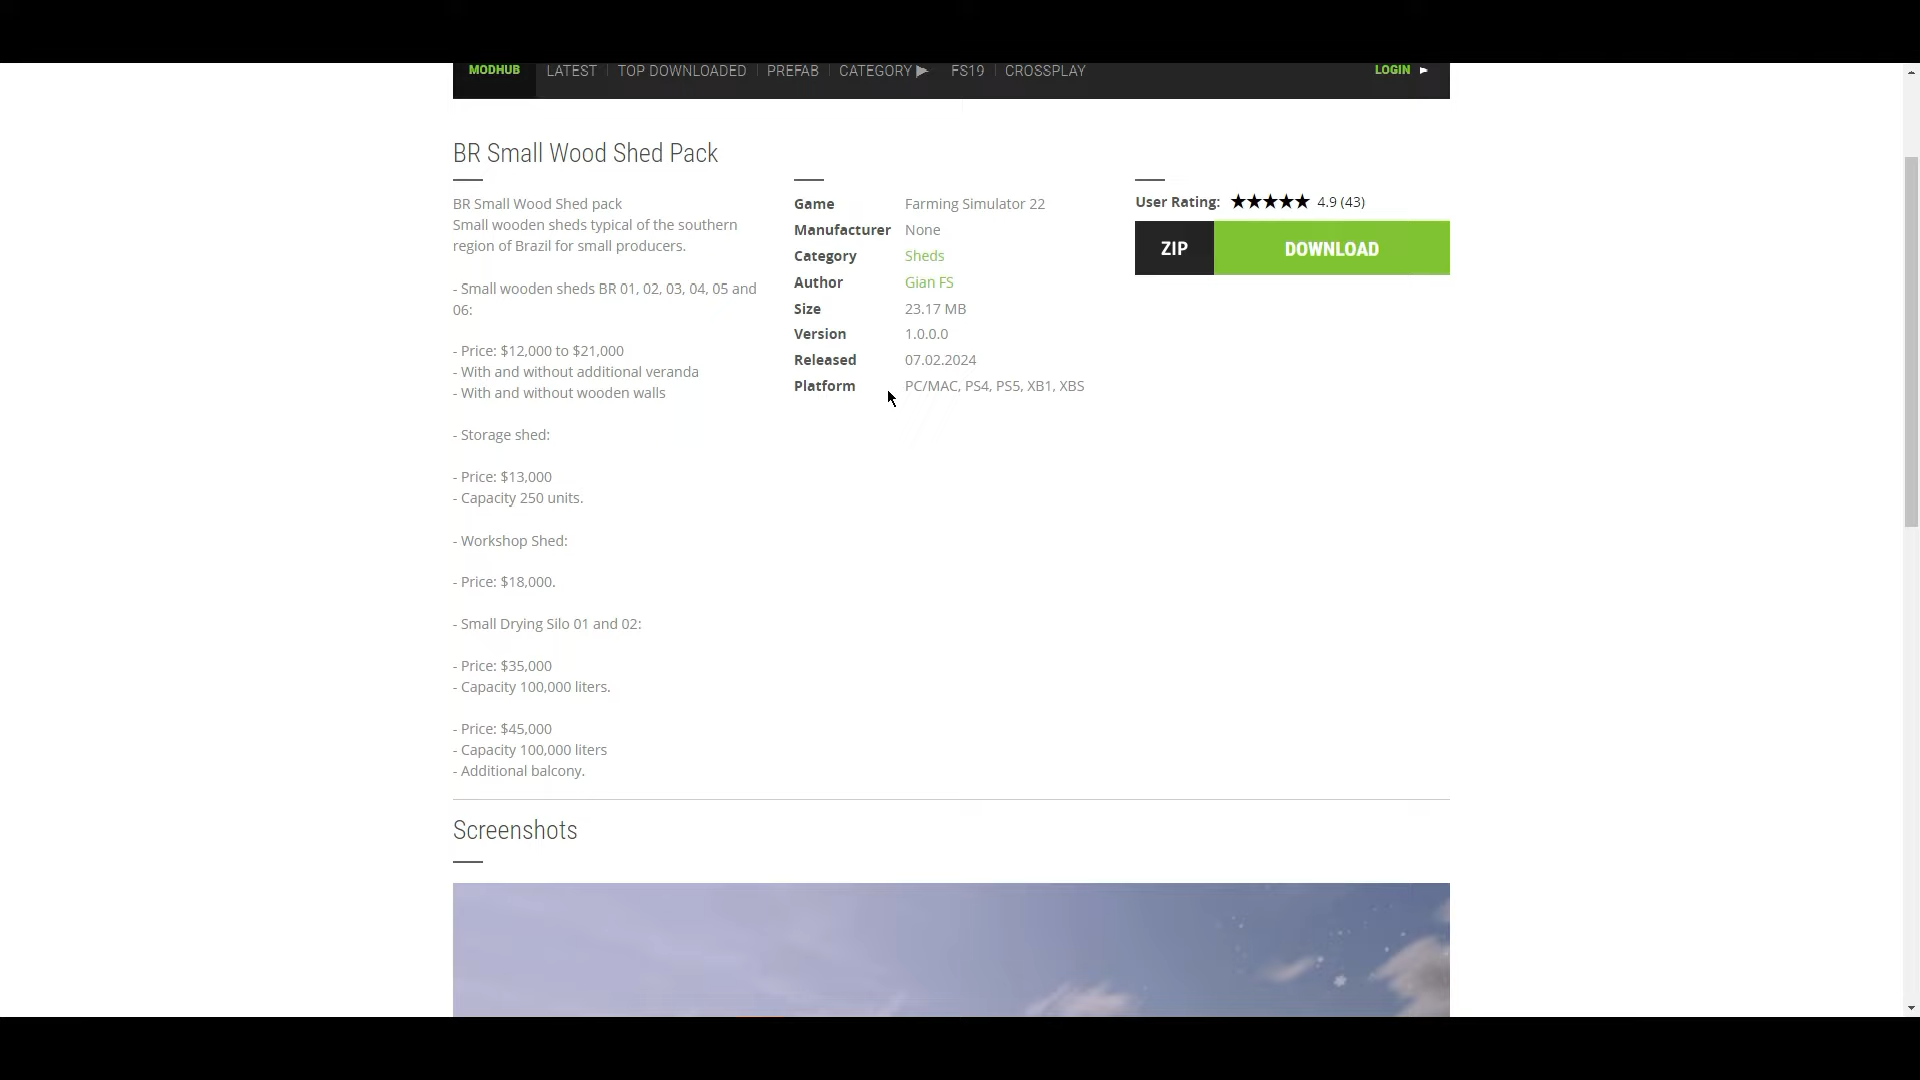 MODHUB LATEST TOP DOWNLOADED PREFAB CATEGORY ▶ FS19 CROSSPLAY LOGIN
BR Small Wood Shed Pack
BR Small Wood Shed pack
Small wooden sheds typical of the southern
region of Brazil for small producers.
- Small wooden sheds BR 01, 02, 03, 04, 05 and
06:
- Price: $12,000 to $21,000
- With and without additional veranda
- With and without wooden walls
- Storage shed:
- Price: $13,000
- Capacity 250 units.
- Workshop Shed:
- Price: $18,000.
- Small Drying Silo 01 and 02:
- Price: $35,000
- Capacity 100,000 liters.
- Price: $45,000
- Capacity 100,000 liters
- Additional balcony.
Game Farming Simulator 22
Manufacturer None
Category Sheds
Author Gian FS
Size 23.17 MB
Version 1.0.0.0
Released 07.02.2024
Platform PC/MAC, PS4, PS5, XB1, XBS
User Rating: ★★★★★ 4.9 (43)
ZIP DOWNLOAD
Screenshots